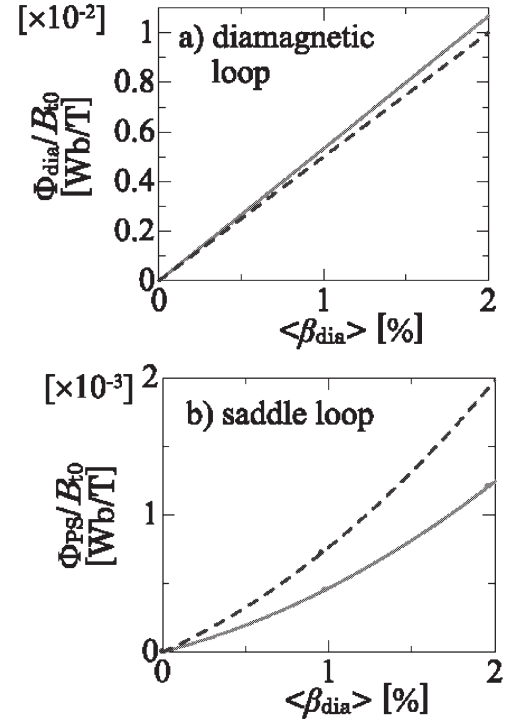 [×10⁻²]
a) diamagnetic
loop
1
0.8
0.6
0.4
0.2
0
Φdia/Bt0
[Wb/T]
0 1 2
<βdia> [%]
[×10⁻³]
b) saddle loop
2
1
0
ΦPS/Bt0
[Wb/T]
0 1 2
<βdia> [%]